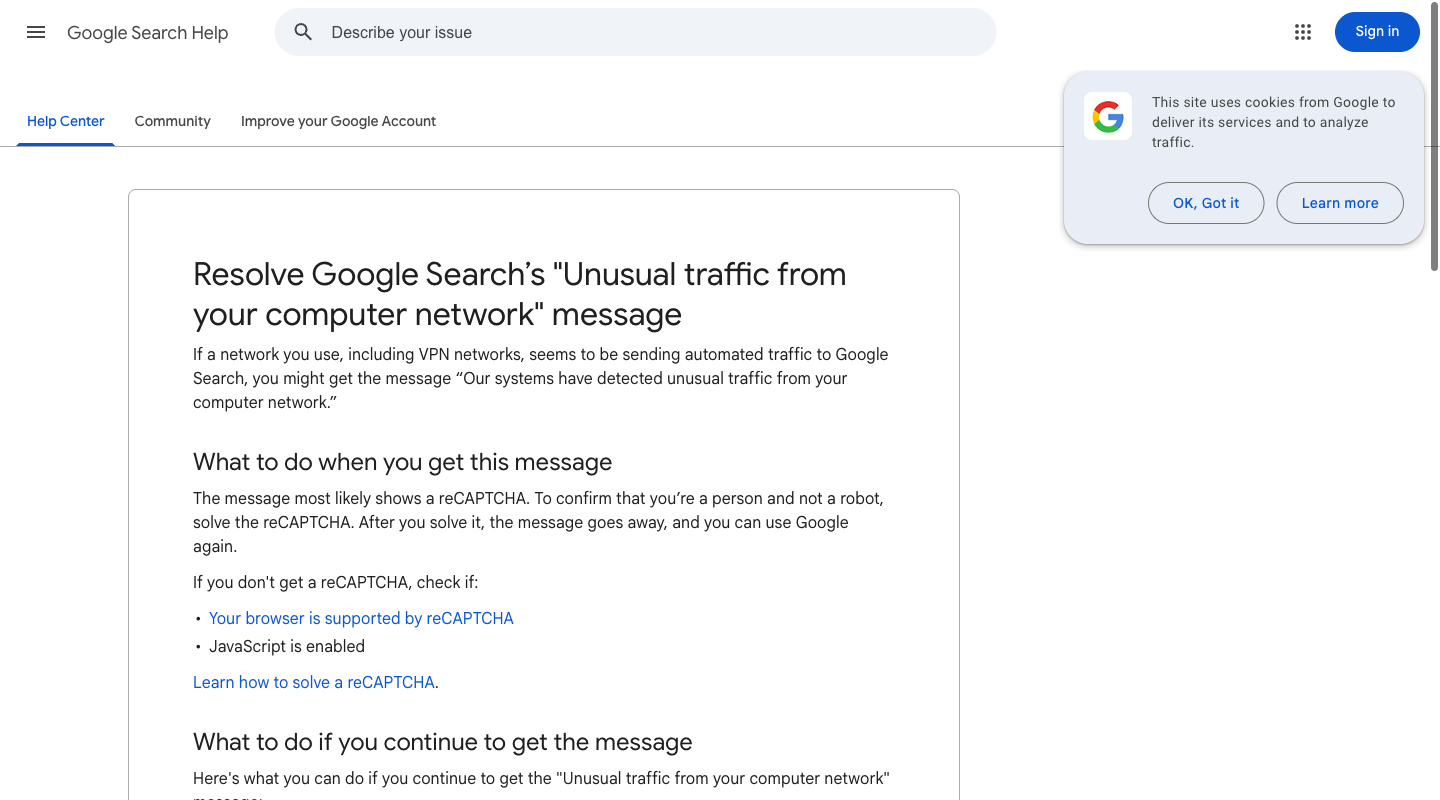 Google Search Help
Describe your issue
Sign in
Help Center
Community
Improve your Google Account
This site uses cookies from Google to
deliver its services and to analyze
traffic.
OK, Got it
Learn more
Resolve Google Search’s "Unusual traffic from
your computer network" message
If a network you use, including VPN networks, seems to be sending automated traffic to Google
Search, you might get the message “Our systems have detected unusual traffic from your
computer network.”
What to do when you get this message
The message most likely shows a reCAPTCHA. To confirm that you’re a person and not a robot,
solve the reCAPTCHA. After you solve it, the message goes away, and you can use Google
again.
If you don't get a reCAPTCHA, check if:
• Your browser is supported by reCAPTCHA
• JavaScript is enabled
Learn how to solve a reCAPTCHA.
What to do if you continue to get the message
Here's what you can do if you continue to get the "Unusual traffic from your computer network"